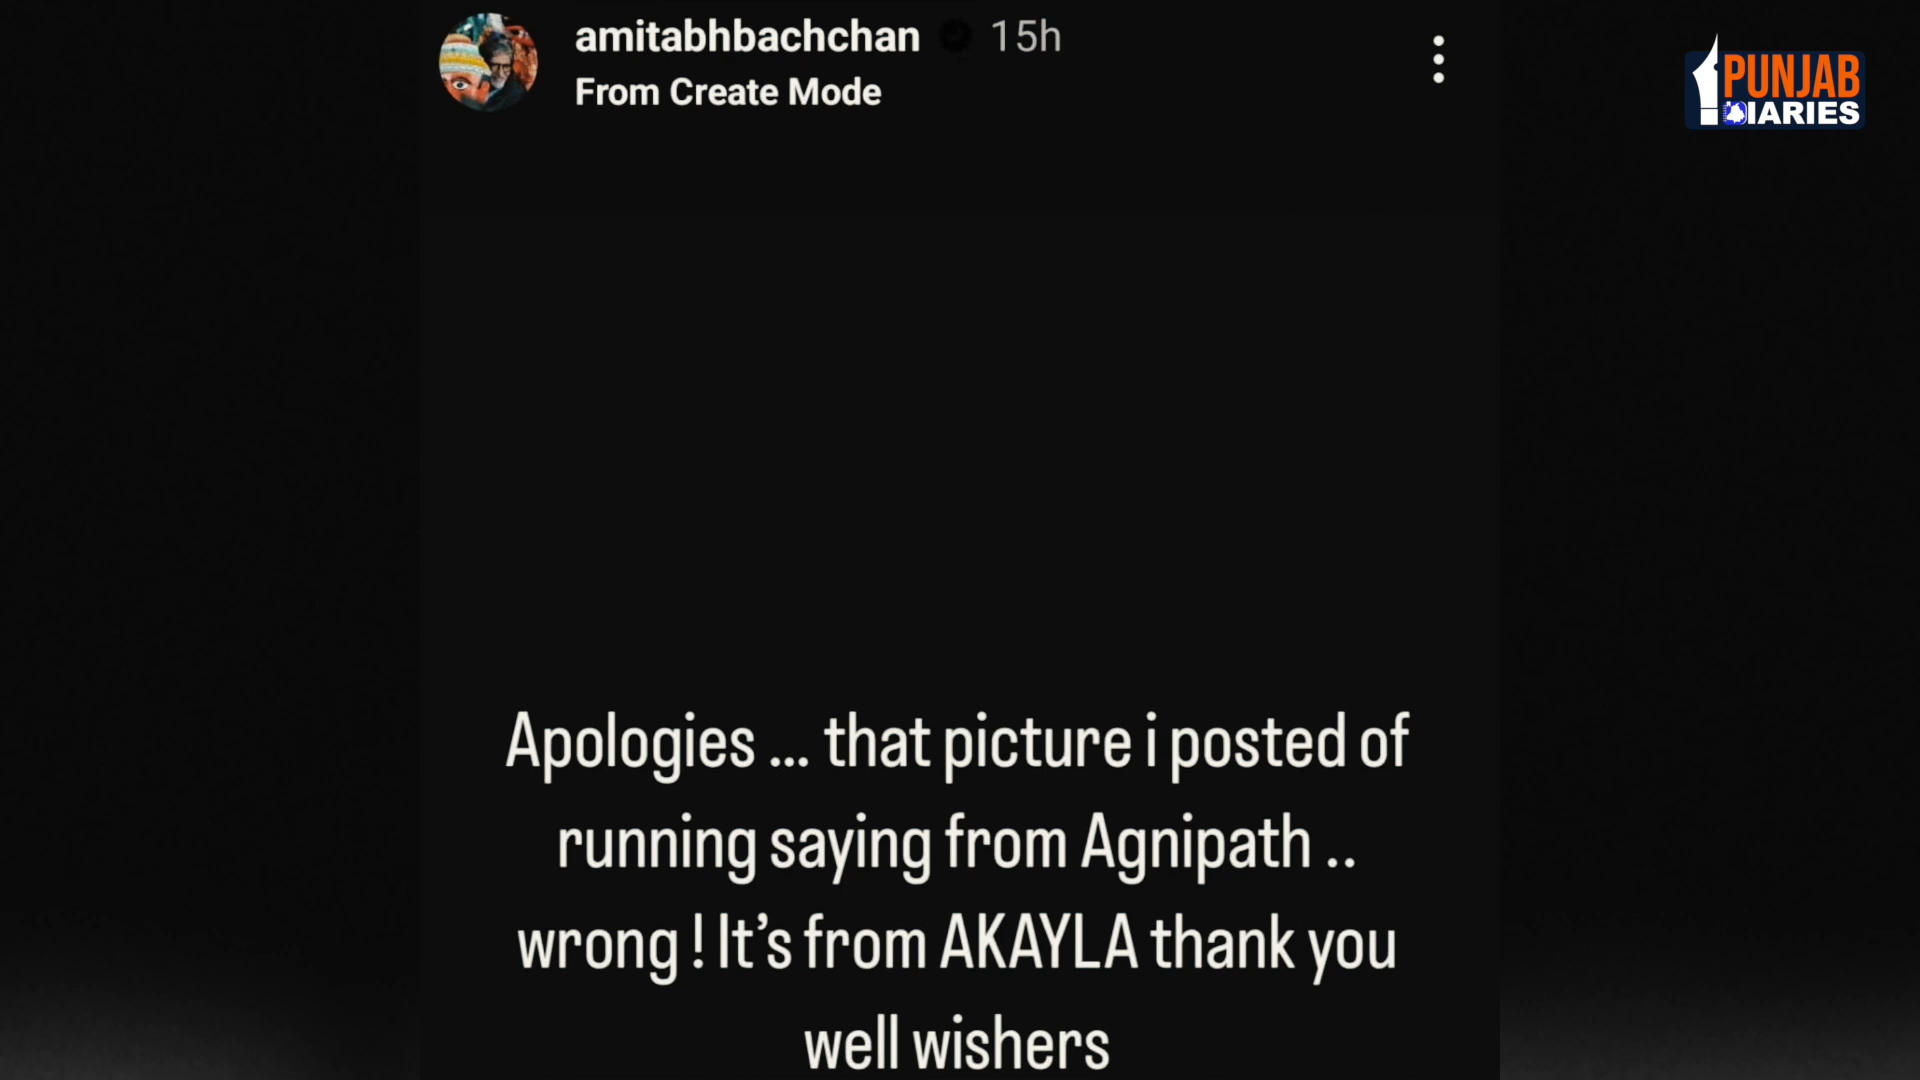 amitabhbachchan 15h
From Create Mode
PUNJAB
DIARIES
Apologies ... that picture i posted of
running saying from Agnipath ..
wrong ! It’s from AKAYLA thank you
well wishers